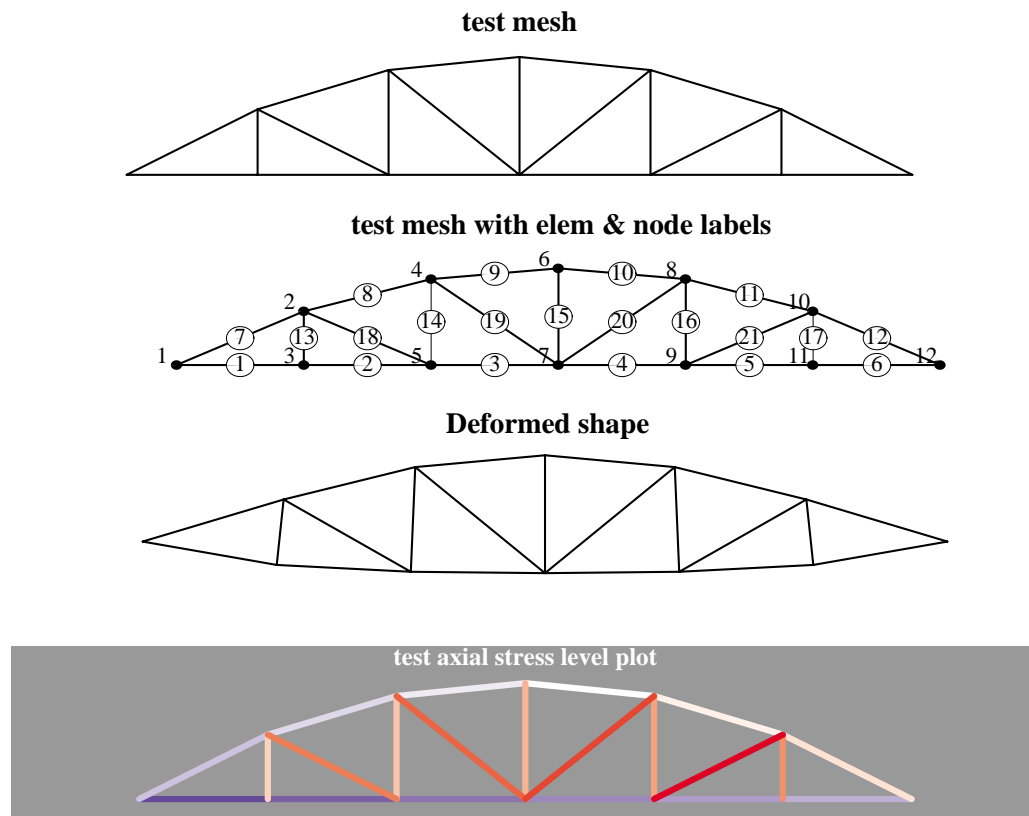 test mesh
test mesh with elem & node labels
6
4 9 10 8
2 8 11 10
14 19 15 20 16
7 13 18 21 17 12
1 3 5 7 9 11 12
1 2 3 4 5 6
Deformed shape
test axial stress level plot